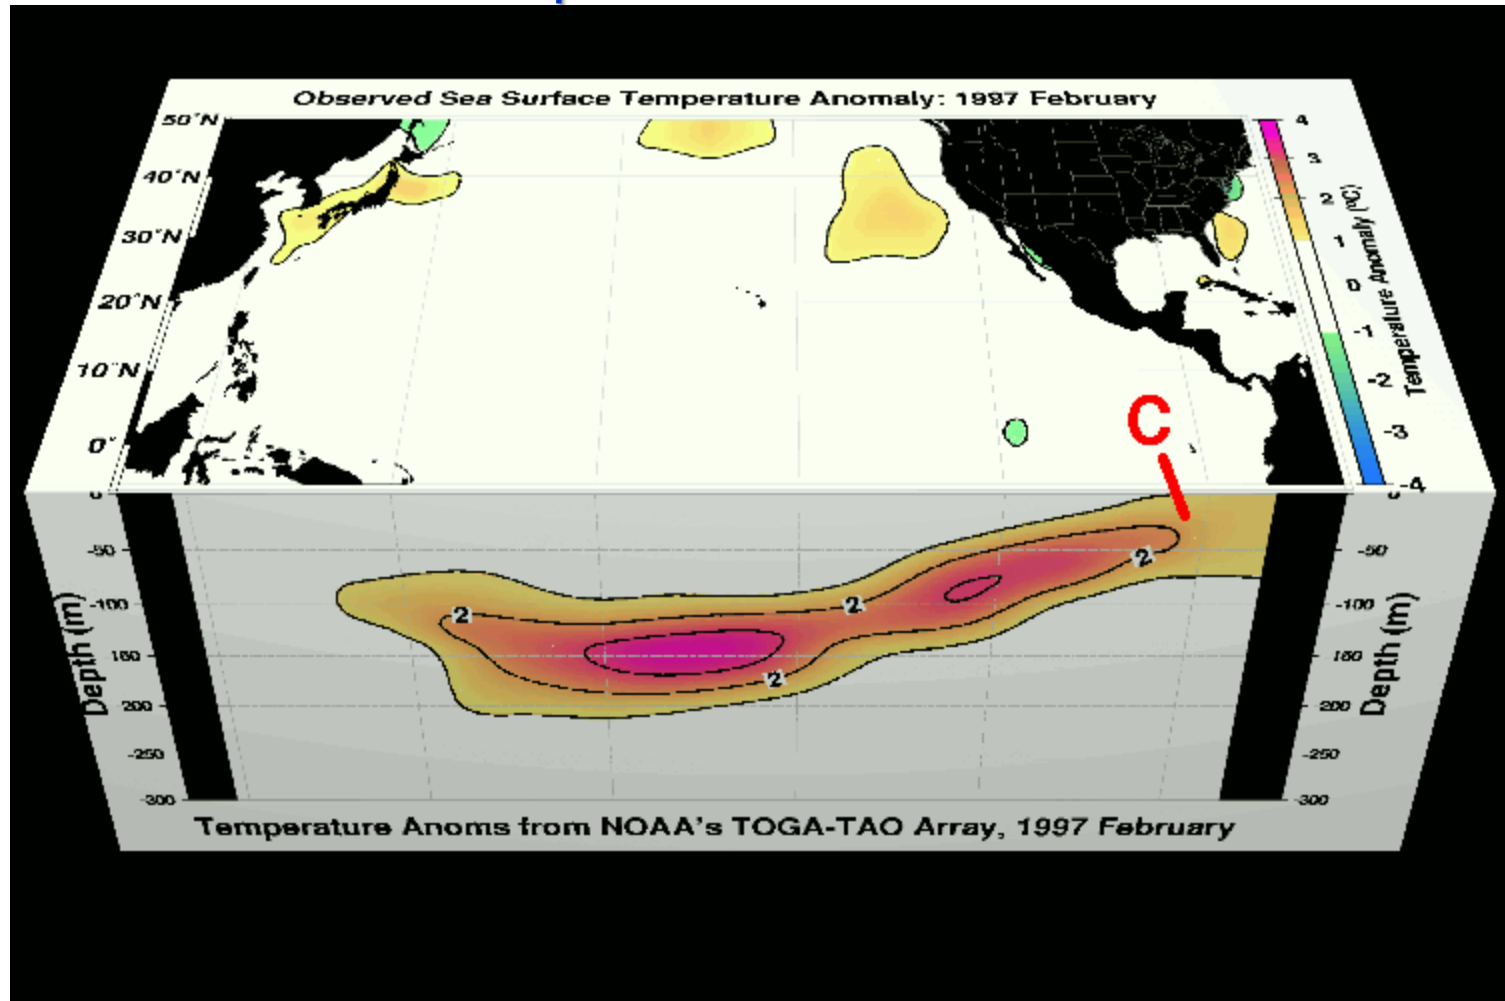 Observed Sea Surface Temperature Anomaly: 1997 February
50°N
40°N
30°N
20°N
10°N
0°
4
3
2
1
0
-1
-2
-3
-4
Temperature Anomaly (°C)
C
0
-50
-100
150
200
-250
-300
Depth (m)
2
2
2
2
0
-50
-100
150
200
-250
-300
Depth (m)
Temperature Anoms from NOAA's TOGA-TAO Array, 1997 February